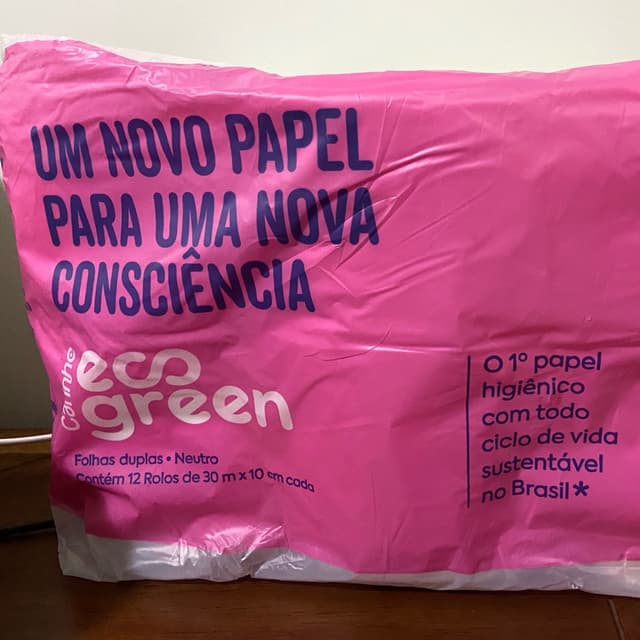 UM NOVO PAPEL
PARA UMA NOVA
CONSCIÊNCIA
Carinho
eco
green
Folhas duplas • Neutro
Contém 12 Rolos de 30 m x 10 cm cada
O 1º papel
higiênico
com todo
ciclo de vida
sustentável
no Brasil*